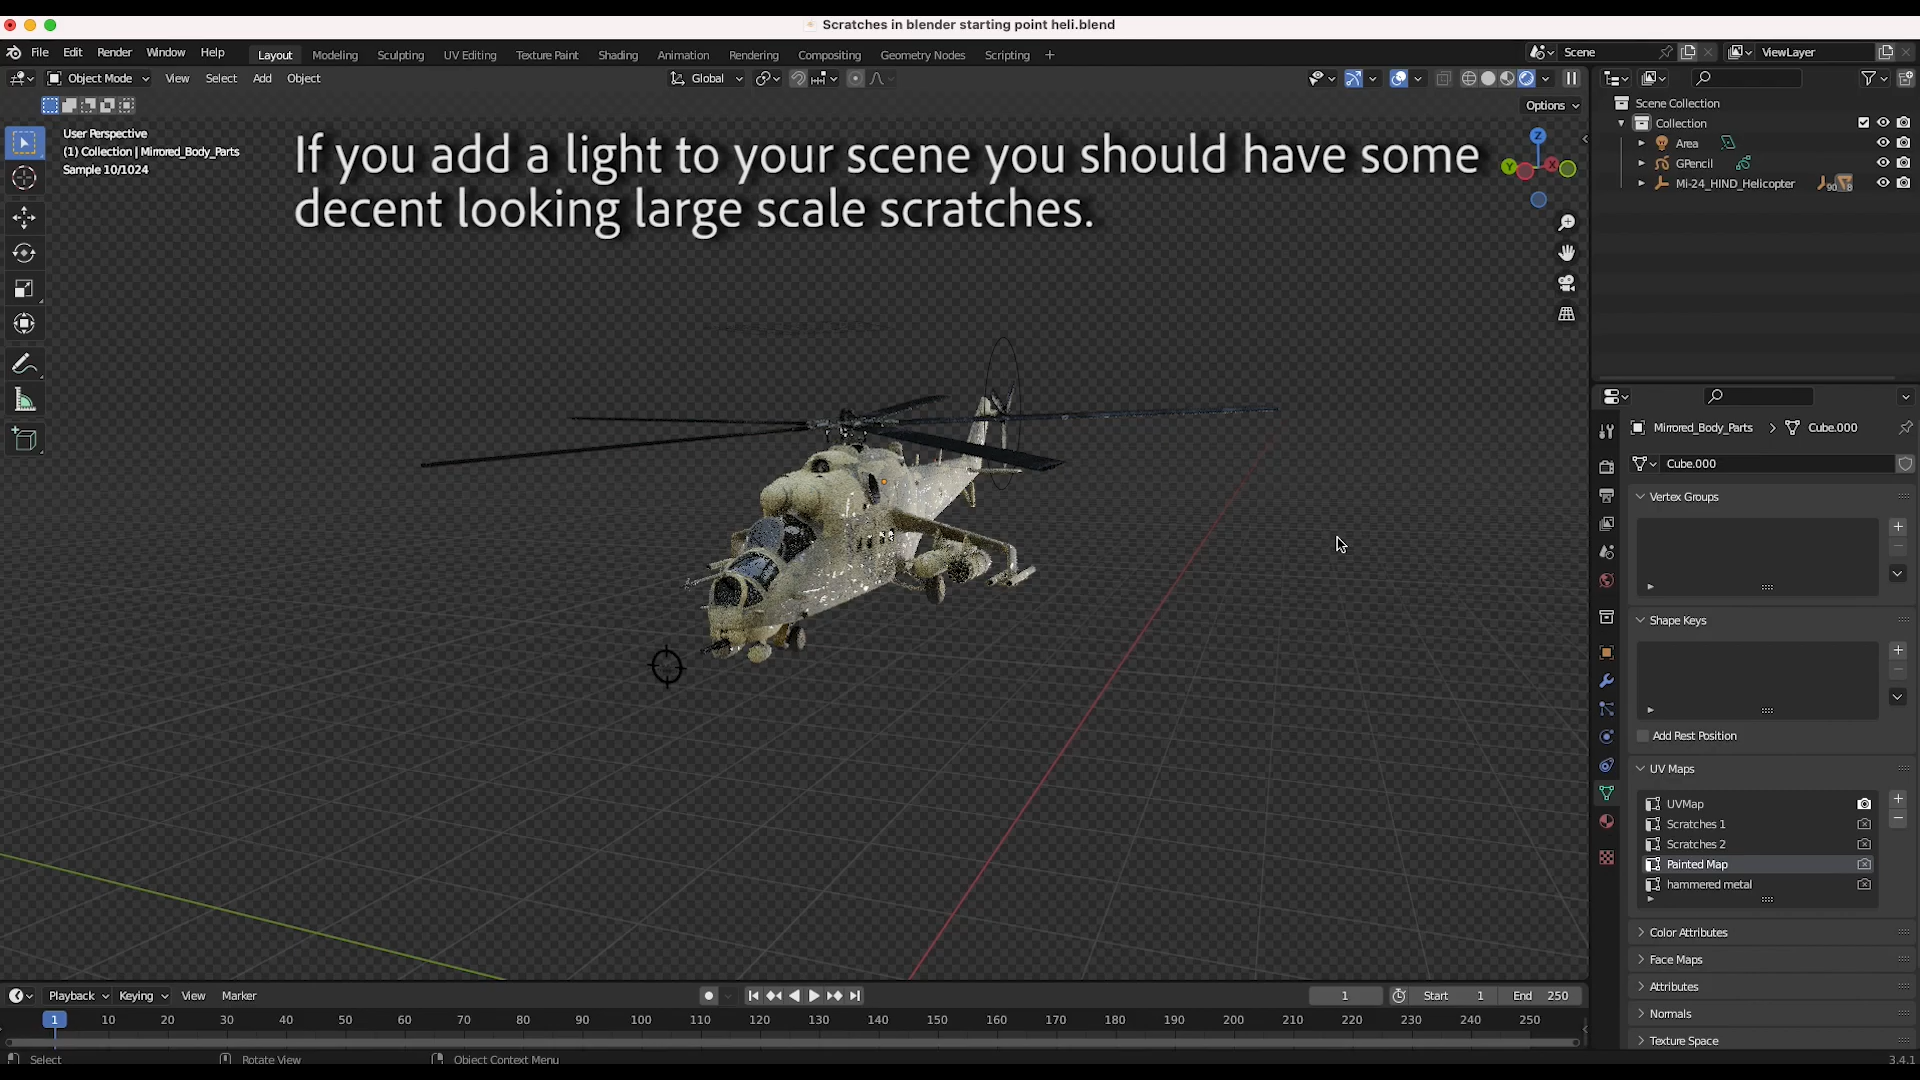 Scratches in blender starting point heli.blend
File Edit Render Window Help Layout Modeling Sculpting UV Editing Texture Paint Shading Animation Rendering Compositing Geometry Nodes Scripting + Scene ViewLayer
Object Mode View Select Add Object Global
Options
User Perspective
(1) Collection | Mirrored_Body_Parts
Sample 10/1024
If you add a light to your scene you should have some
decent looking large scale scratches.
Z
Y X
Scene Collection
Collection
Area
GPencil
Mi-24_HIND_Helicopter 90 8
Mirrored_Body_Parts > Cube.000
Cube.000
Vertex Groups
Shape Keys
Add Rest Position
UV Maps
UVMap
Scratches 1
Scratches 2
Painted Map
hammered metal
Color Attributes
Face Maps
Attributes
Normals
Texture Space
Playback Keying View Marker 1 Start 1 End 250
1 10 20 30 40 50 60 70 80 90 100 110 120 130 140 150 160 170 180 190 200 210 220 230 240 250
Select Rotate View Object Context Menu 3.4.1